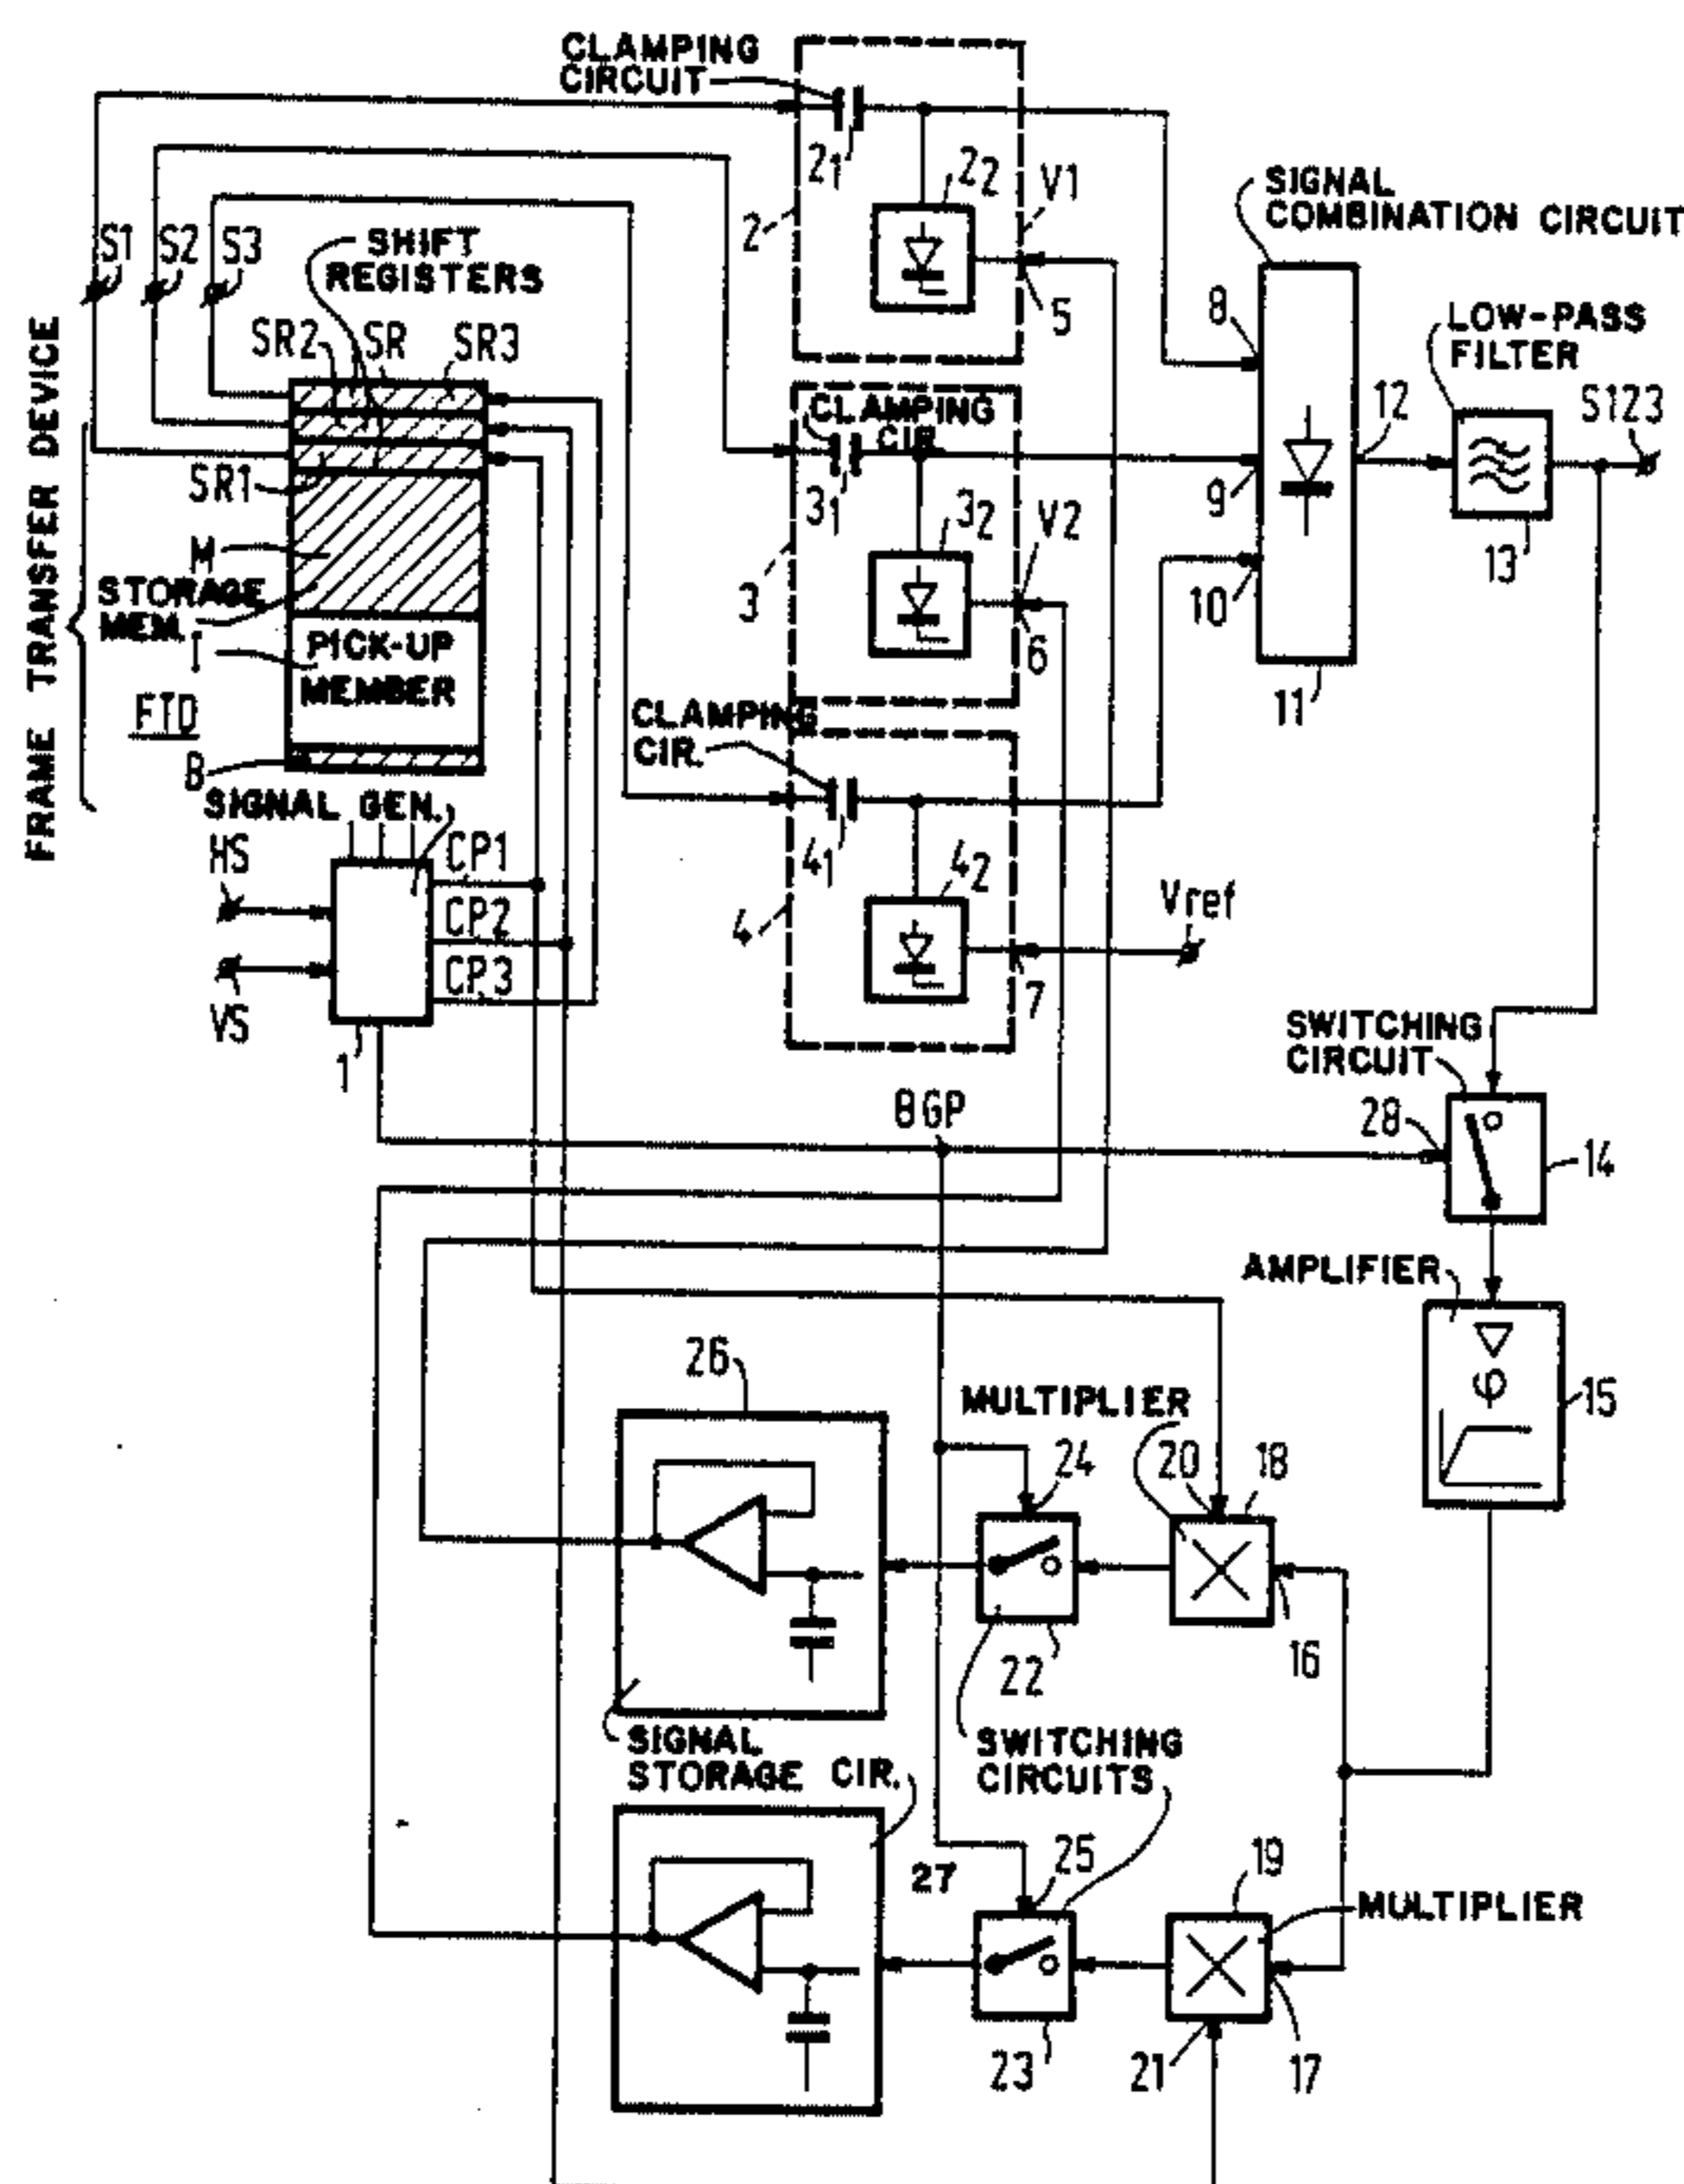 CLAMPING
CIRCUIT
2₁
2₂
V1
2
5
SIGNAL
COMBINATION CIRCUIT
S1
S2
S3
SHIFT
REGISTERS
SR2
SR
SR3
SR1
FRAME TRANSFER DEVICE
M
STORAGE
MEM.
I
PICK-UP
MEMBER
FTD
B
CLAMPING
CIR.
3₁
3₂
V2
3
6
8
9
10
11
12
LOW-PASS
FILTER
S123
13
CLAMPING
CIR.
4₁
4₂
4
7
Vref
SIGNAL GEN.
HS
VS
CP1
CP2
CP3
1
BGP
SWITCHING
CIRCUIT
28
14
AMPLIFIER
φ
15
26
MULTIPLIER
24
20
18
22
16
SIGNAL
STORAGE CIR.
SWITCHING
CIRCUITS
27
25
19
MULTIPLIER
23
21
17